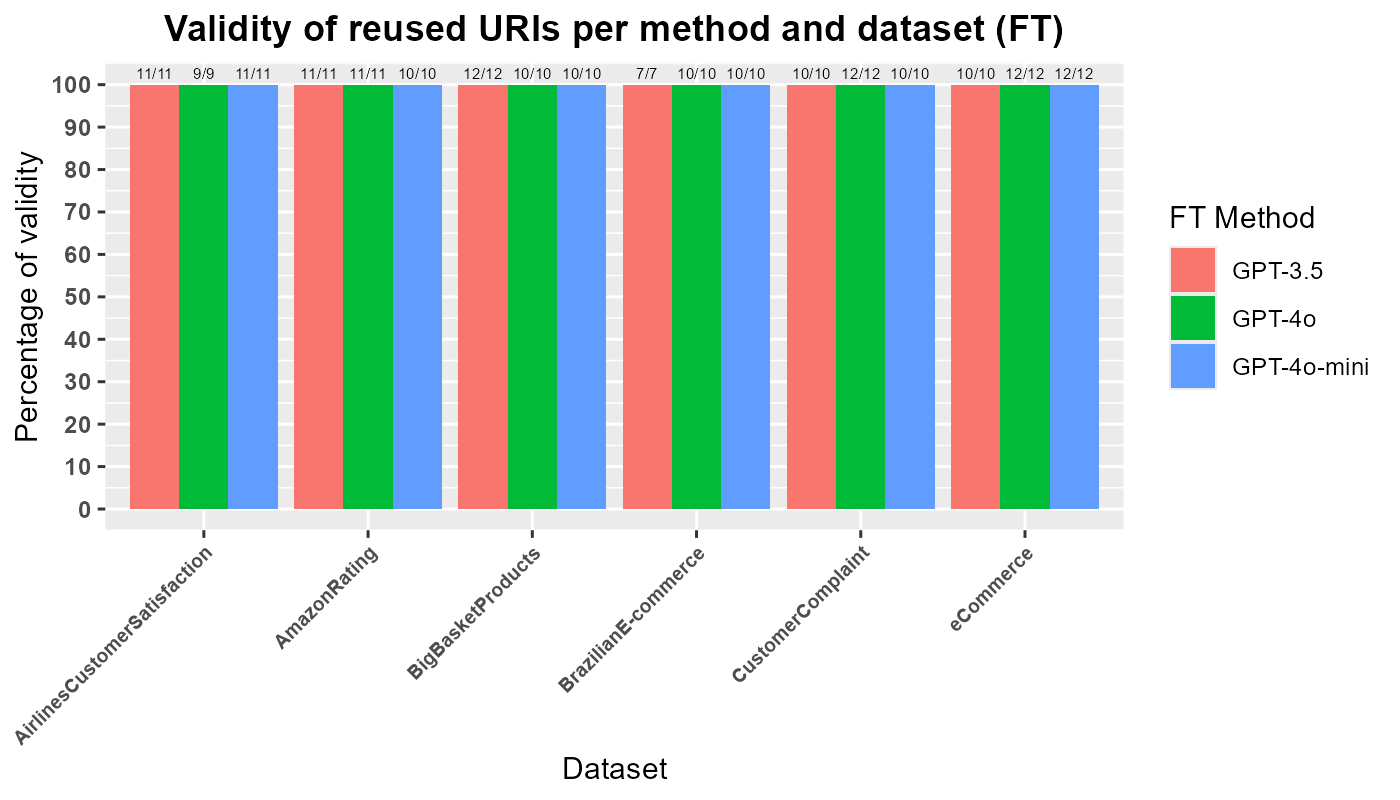 Validity of reused URIs per method and dataset (FT)
11/11 9/9 11/11 11/11 11/11 10/10 12/12 10/10 10/10 7/7 10/10 10/10 10/10 12/12 10/10 10/10 12/12 12/12
100
90
80
70
60
50
40
30
20
10
0
Percentage of validity
AirlinesCustomerSatisfaction
AmazonRating
BigBasketProducts
BrazilianE-commerce
CustomerComplaint
eCommerce
Dataset
FT Method
GPT-3.5
GPT-4o
GPT-4o-mini